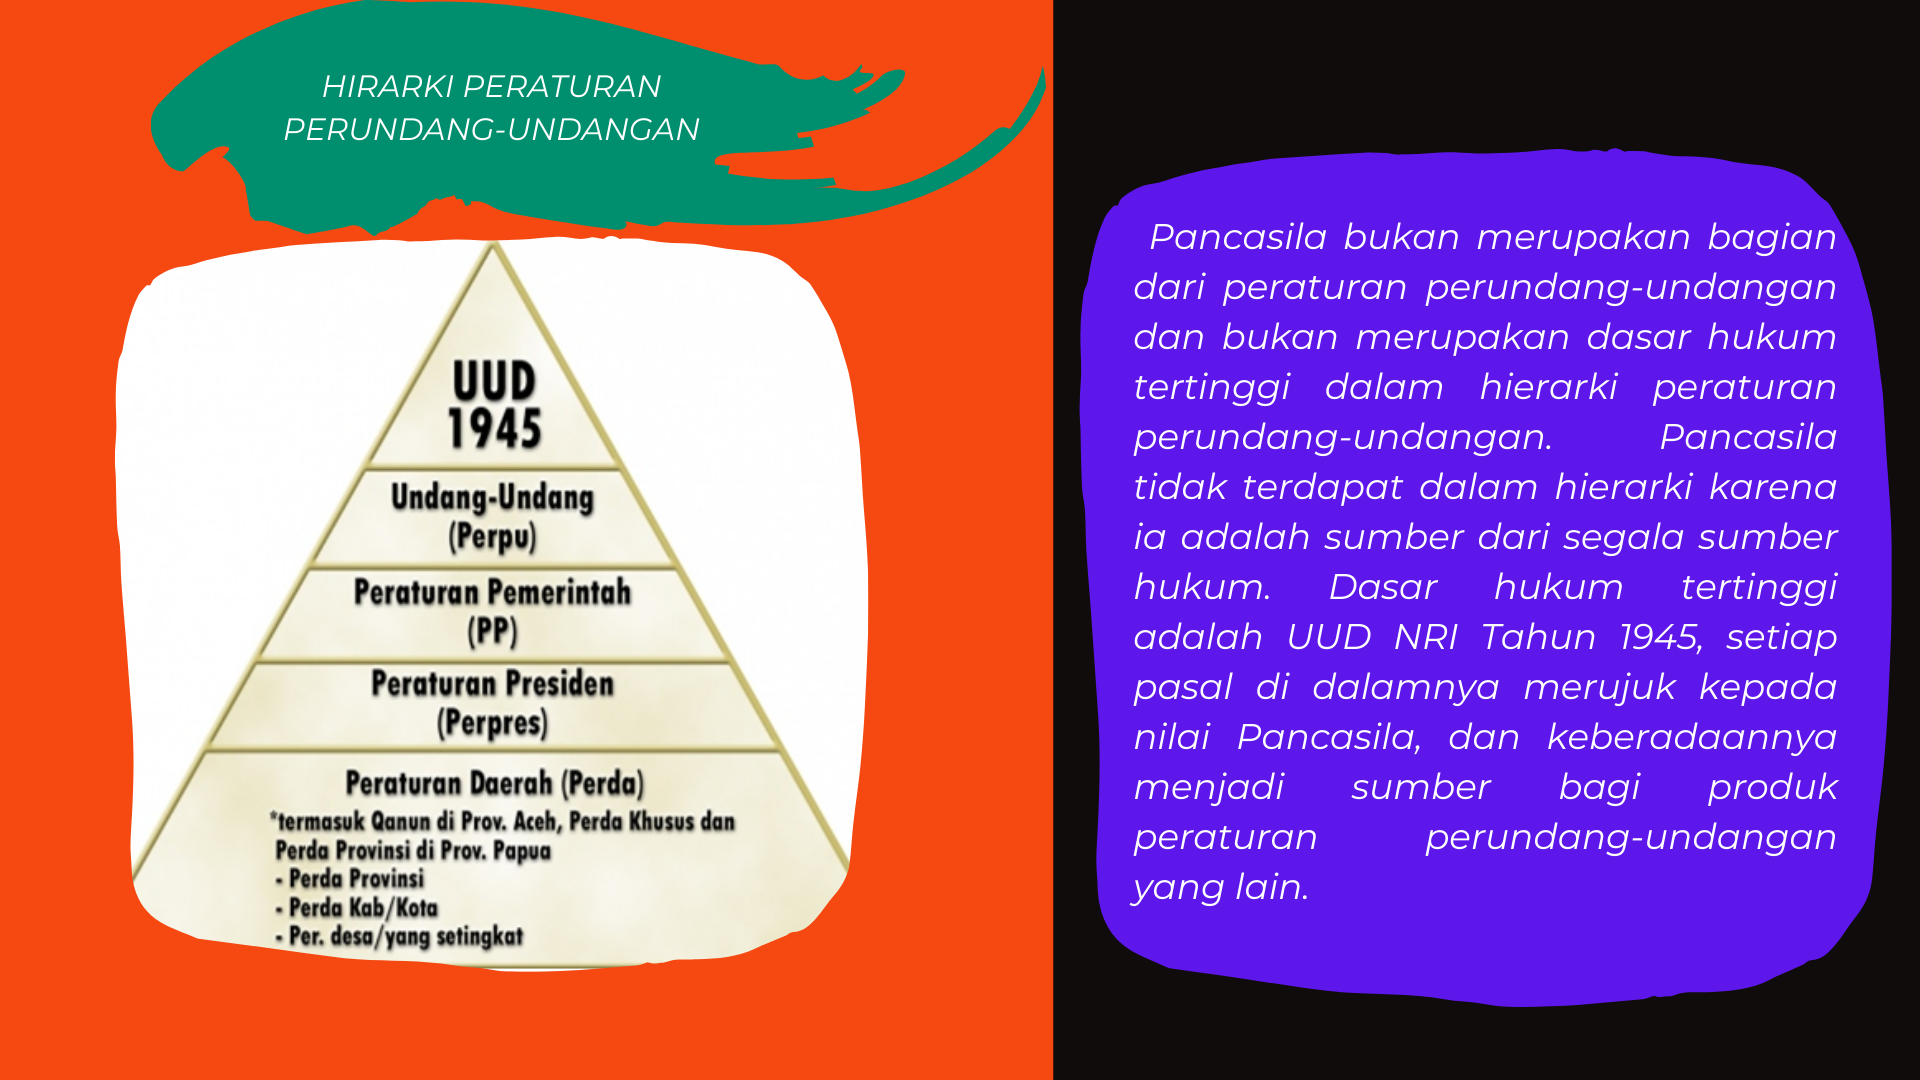 HIRARKI PERATURAN
PERUNDANG-UNDANGAN
UUD
1945
Undang-Undang
(Perpu)
Peraturan Pemerintah
(PP)
Peraturan Presiden
(Perpres)
Peraturan Daerah (Perda)
*termasuk Qanun di Prov. Aceh, Perda Khusus dan
Perda Provinsi di Prov. Papua
- Perda Provinsi
- Perda Kab/Kota
- Per. desa/yang setingkat
Pancasila bukan merupakan bagian
dari peraturan perundang-undangan
dan bukan merupakan dasar hukum
tertinggi dalam hierarki peraturan
perundang-undangan. Pancasila
tidak terdapat dalam hierarki karena
ia adalah sumber dari segala sumber
hukum. Dasar hukum tertinggi
adalah UUD NRI Tahun 1945, setiap
pasal di dalamnya merujuk kepada
nilai Pancasila, dan keberadaannya
menjadi sumber bagi produk
peraturan perundang-undangan
yang lain.